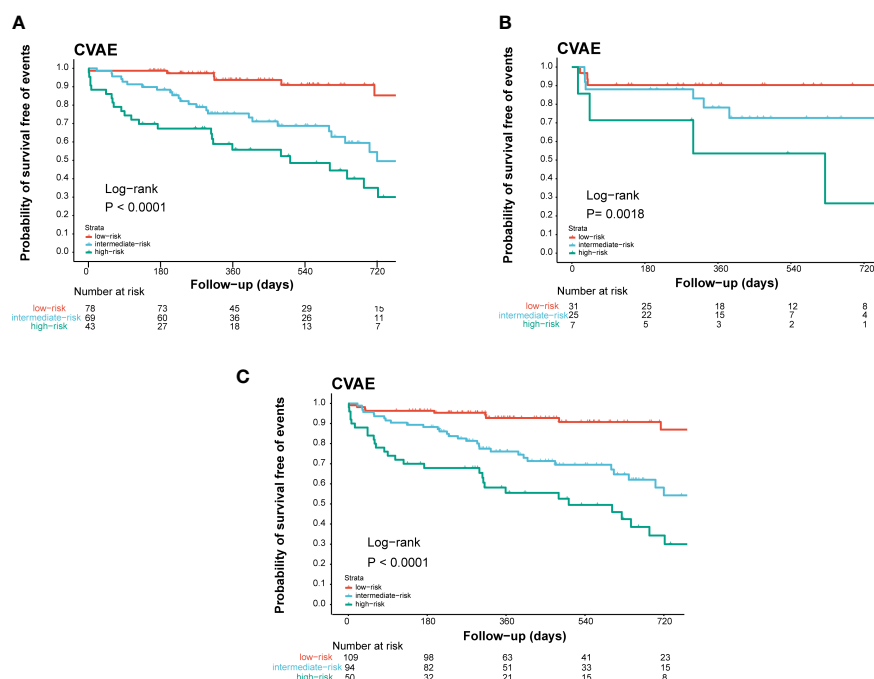 A
CVAE
Probability of survival free of events
1.0
0.9
0.8
0.7
0.6
0.5
0.4
0.3
0.2
0.1
0.0
Log-rank
P < 0.0001
Strata
low-risk
intermediate-risk
high-risk
0 180 360 540 720
Follow-up (days)
Number at risk
low-risk 78 73 45 29 15
intermediate-risk 69 60 36 26 11
high-risk 43 27 18 13 7
B
CVAE
Probability of survival free of events
1.0
0.9
0.8
0.7
0.6
0.5
0.4
0.3
0.2
0.1
0.0
Log-rank
P= 0.0018
Strata
low-risk
intermediate-risk
high-risk
0 180 360 540 720
Follow-up (days)
Number at risk
low-risk 31 25 18 12 8
intermediate-risk 25 22 15 7 4
high-risk 7 5 3 2 1
C
CVAE
Probability of survival free of events
1.0
0.9
0.8
0.7
0.6
0.5
0.4
0.3
0.2
0.1
0.0
Log-rank
P < 0.0001
Strata
low-risk
intermediate-risk
high-risk
0 180 360 540 720
Follow-up (days)
Number at risk
low-risk 109 98 63 41 23
intermediate-risk 94 82 51 33 15
high-risk 50 32 21 15 8